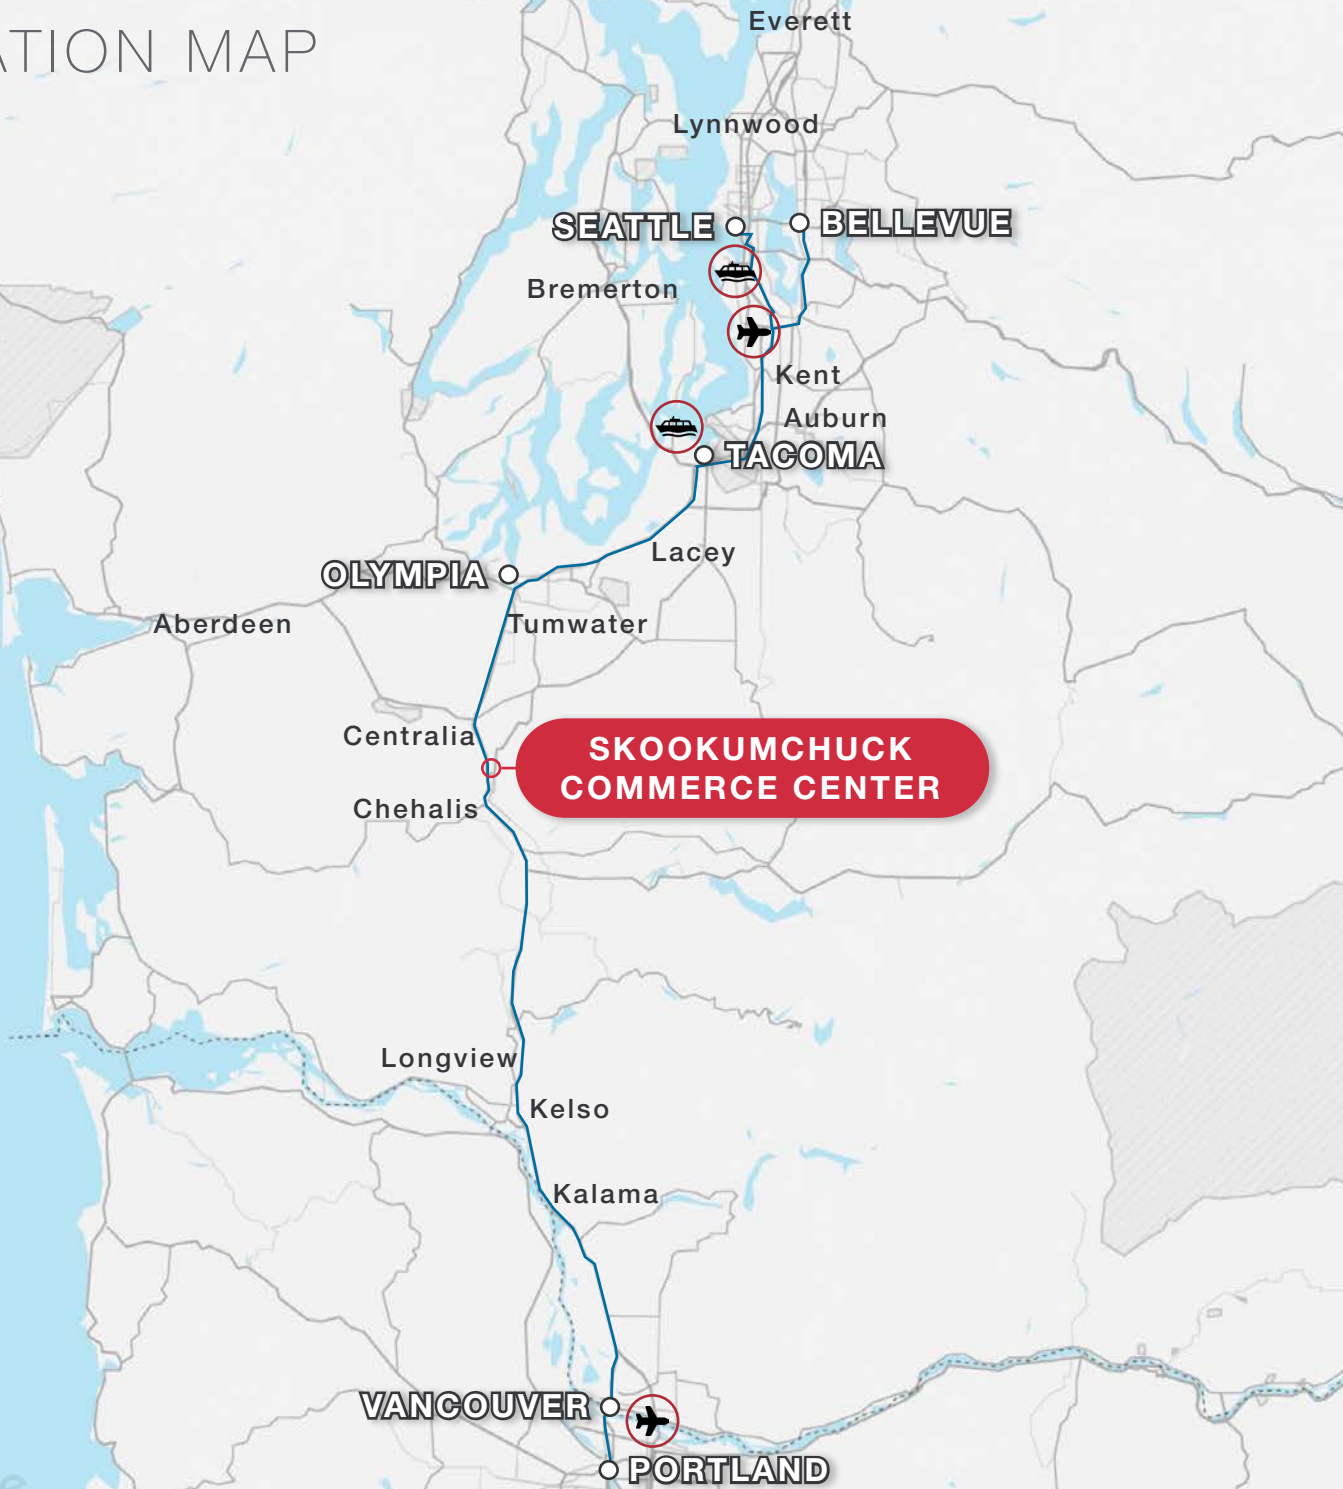 ATION MAP
Everett
Lynnwood
SEATTLE
BELLEVUE
Bremerton
Kent
Auburn
TACOMA
Lacey
OLYMPIA
Aberdeen
Tumwater
Centralia
SKOOKUMCHUCK
COMMERCE CENTER
Chehalis
Longview
Kelso
Kalama
VANCOUVER
PORTLAND